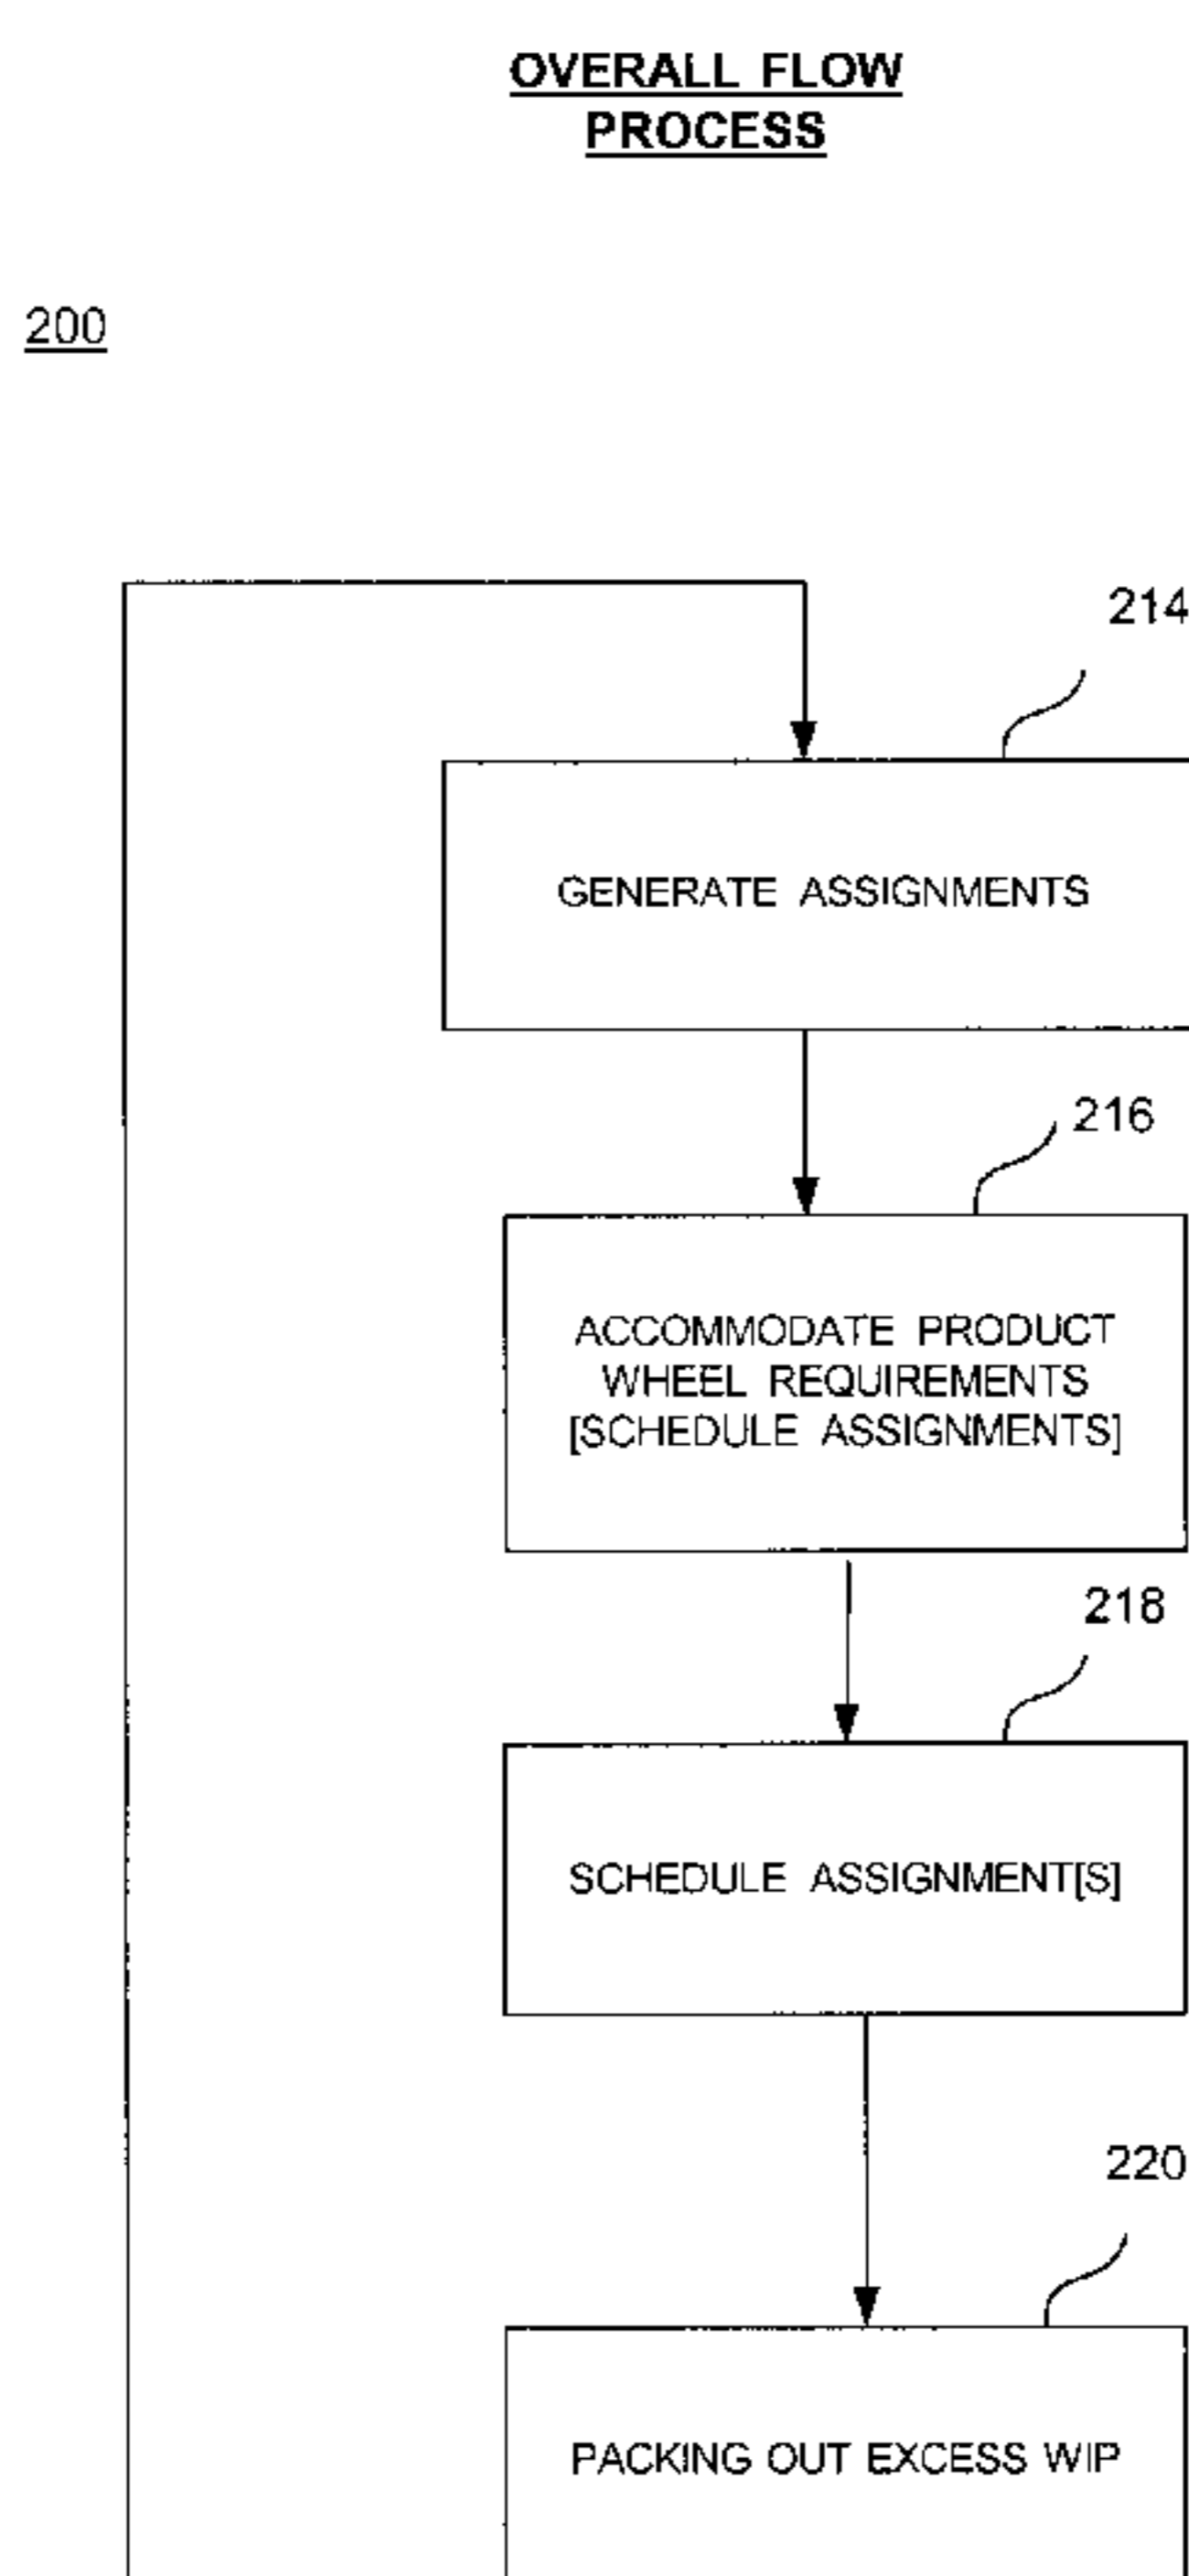 OVERALL FLOW
PROCESS
200
214
GENERATE ASSIGNMENTS
216
ACCOMMODATE PRODUCT
WHEEL REQUIREMENTS
[SCHEDULE ASSIGNMENTS]
218
SCHEDULE ASSIGNMENT[S]
220
PACKING OUT EXCESS WIP